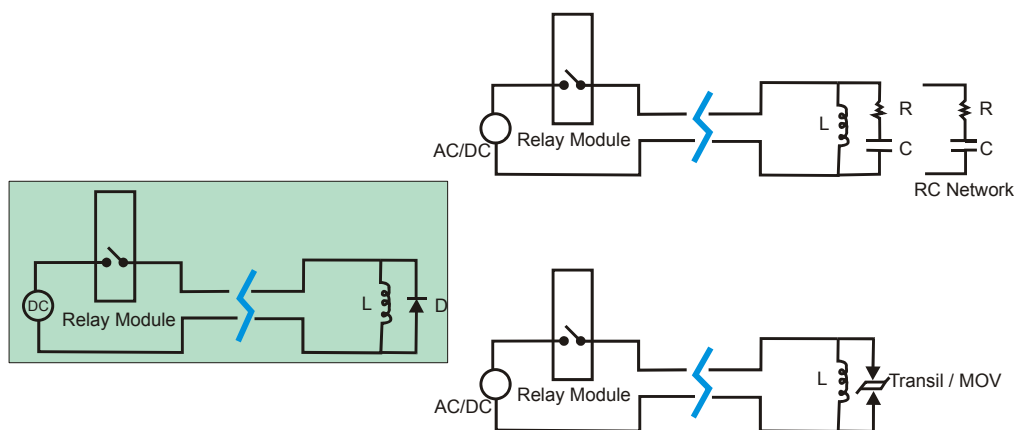 L
R
R
AC/DC
Relay Module
C
C
RC Network
DC
L
D
Relay Module
AC/DC
Relay Module
L
Transil / MOV